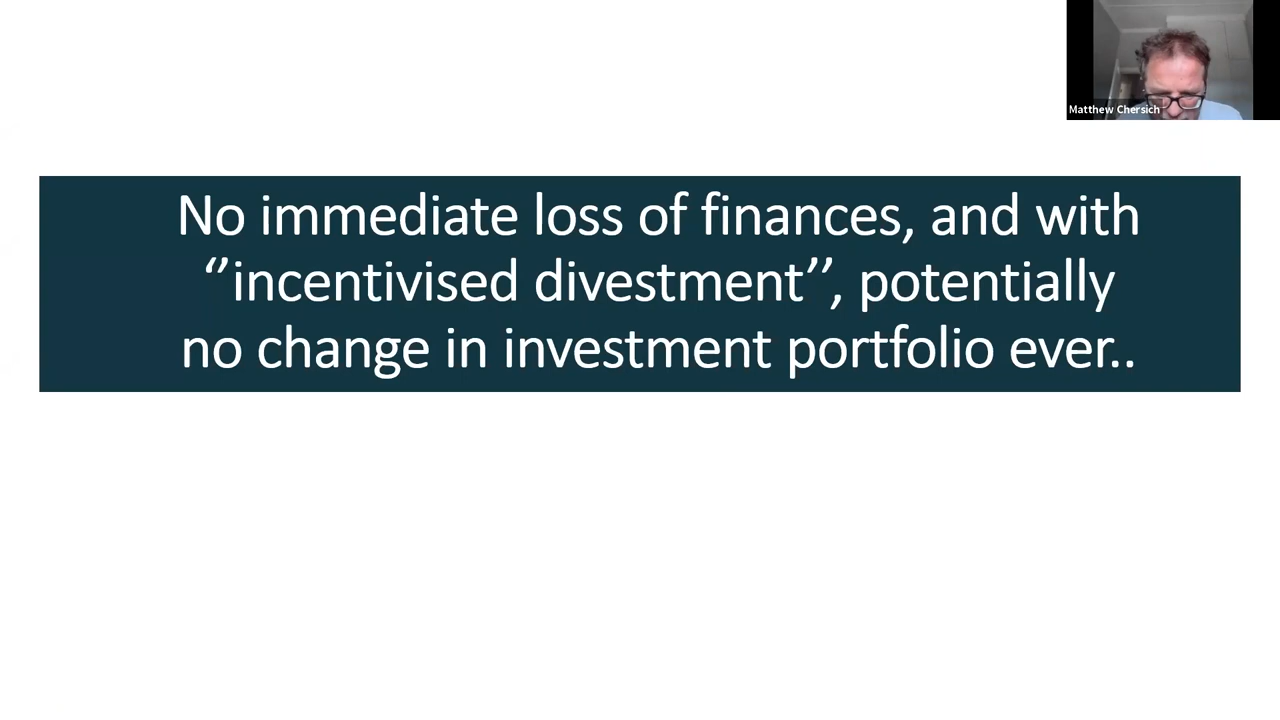 Matthew Chersich
No immediate loss of finances, and with
‘’incentivised divestment’’, potentially
no change in investment portfolio ever..